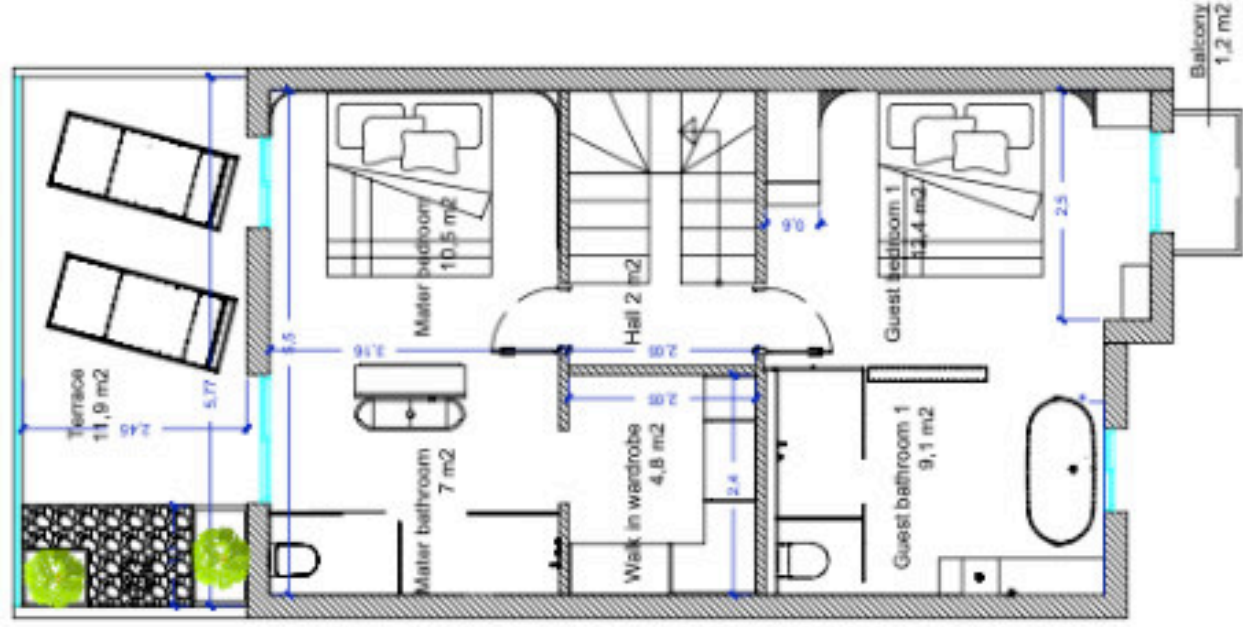 Terrace
11,9 m2
2,45
5,77
5,5
3,16
Mater bedroom
10,5 m2
Mater bathroom
7 m2
Hall 2 m2
2,03
2,03
Walk in wardrobe
4,8 m2
2,4
0,6
Guest bedroom 1
12,4 m2
2,5
Guest bathroom 1
9,1 m2
Balcony
1,2 m2